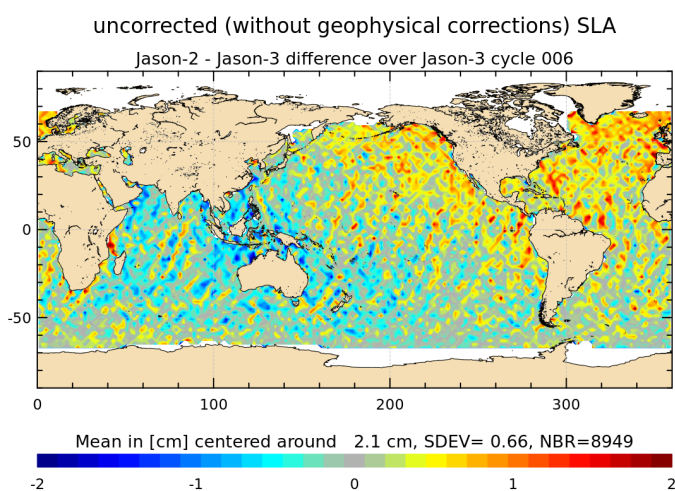 uncorrected (without geophysical corrections) SLA
Jason-2 - Jason-3 difference over Jason-3 cycle 006
50
0
-50
0 100 200 300
Mean in [cm] centered around 2.1 cm, SDEV= 0.66, NBR=8949
-2 -1 0 1 2